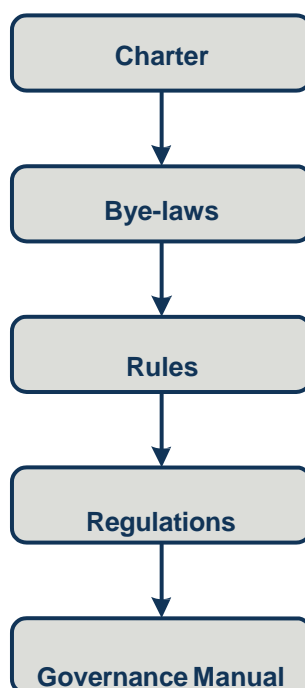 Charter
Bye-laws
Rules
Regulations
Governance Manual